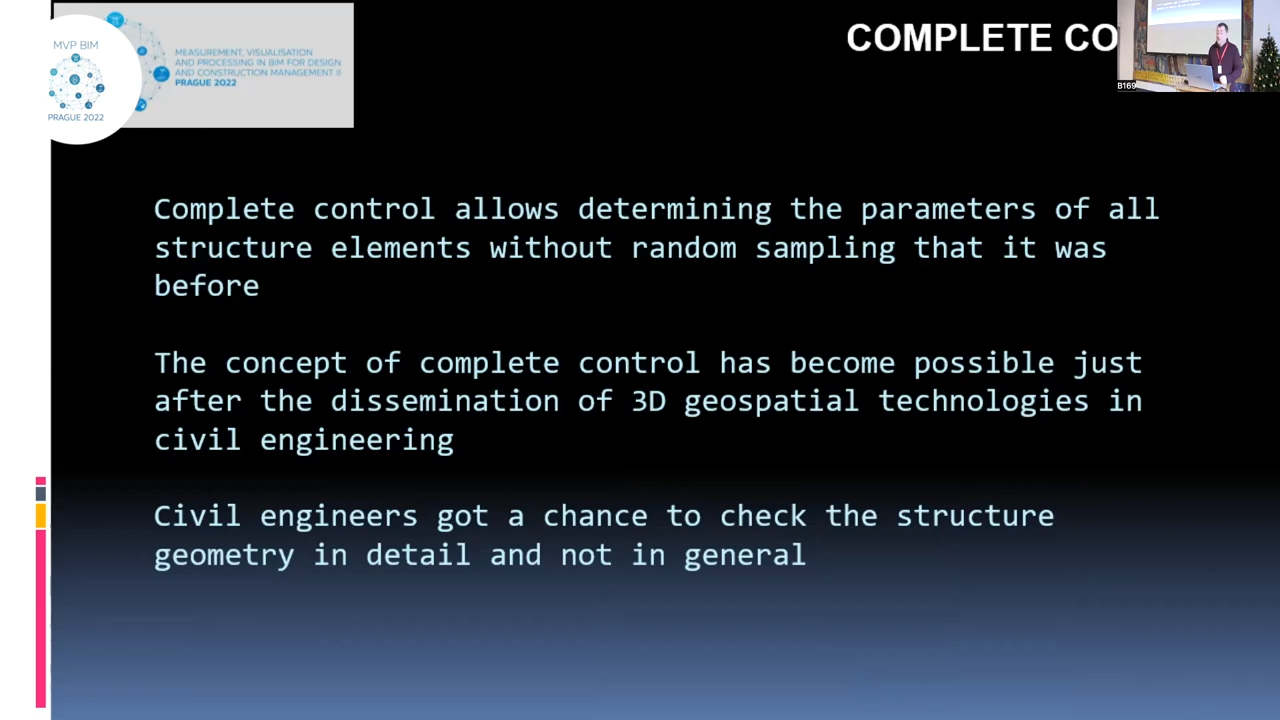 MVP BIM
PRAGUE 2022
MEASUREMENT, VISUALISATION
AND PROCESSING IN BIM FOR DESIGN
AND CONSTRUCTION MANAGEMENT II
PRAGUE 2022
COMPLETE CO
B169
Complete control allows determining the parameters of all
structure elements without random sampling that it was
before
The concept of complete control has become possible just
after the dissemination of 3D geospatial technologies in
civil engineering
Civil engineers got a chance to check the structure
geometry in detail and not in general